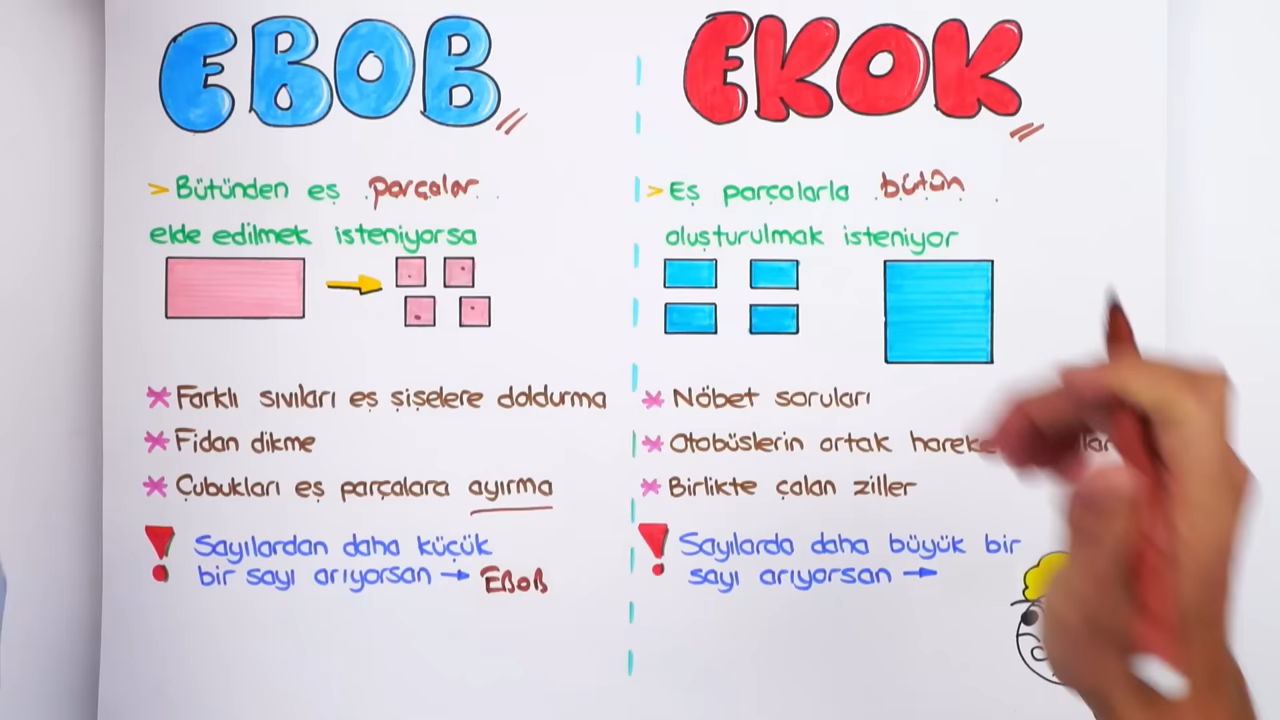 EBOB
> Bütünden eş parçalar
elde edilmek isteniyorsa
* Farklı sıvıları eş şişelere doldurma
* Fidan dikme
* Çubukları eş parçalara ayırma
! Sayılardan daha küçük
bir sayı arıyorsan → EBOB
EKOK
> Eş parçalarla bütün
oluşturulmak isteniyor
* Nöbet soruları
* Otobüslerin ortak
* Birlikte çalan ziller
! Sayılarda daha büyük bir
sayı arıyorsan →